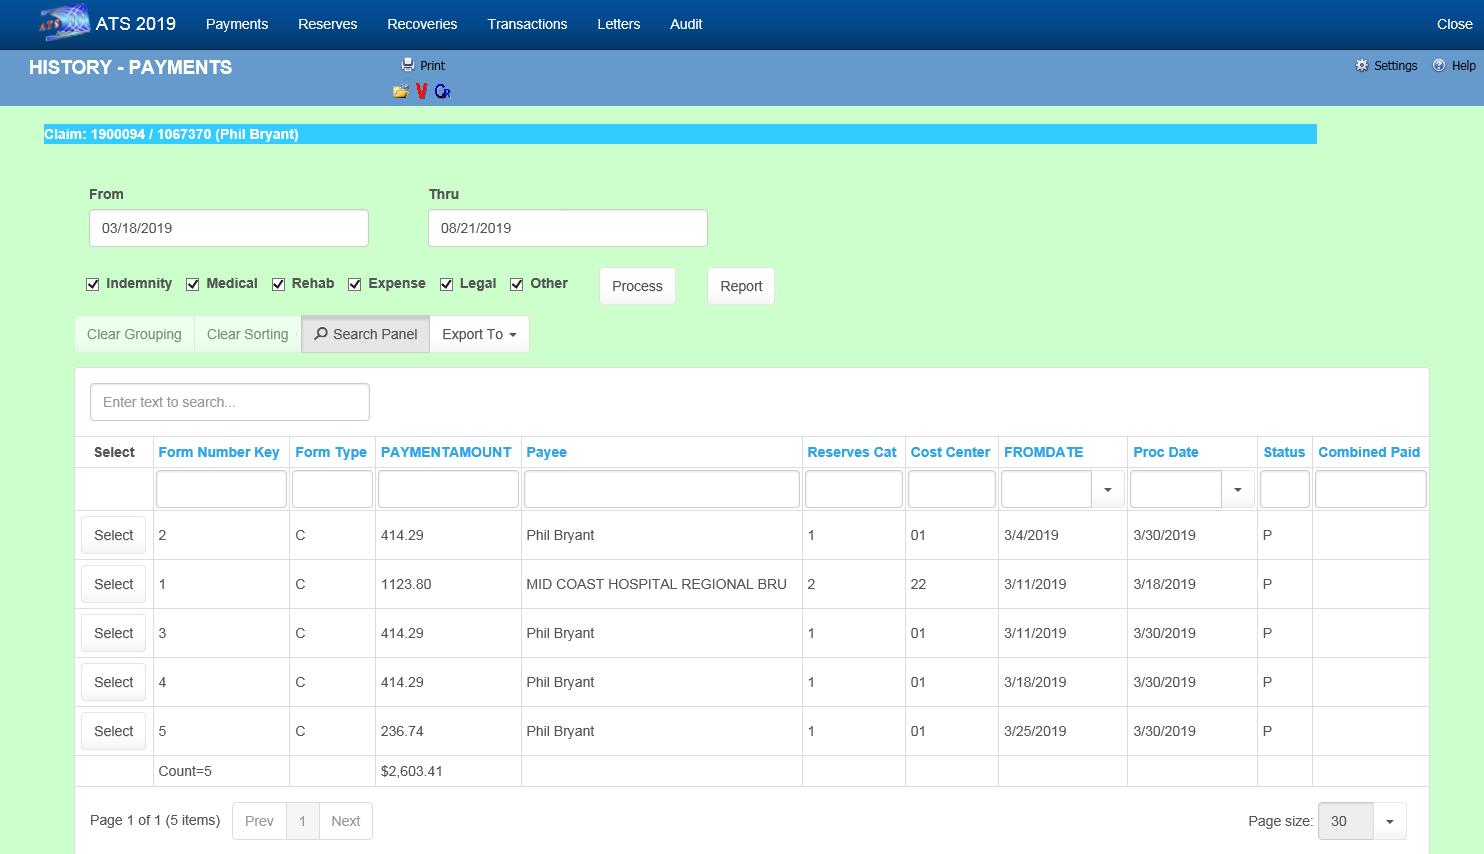 ATS 2019 Payments Reserves Recoveries Transactions Letters Audit Close
HISTORY - PAYMENTS Print Settings Help
Claim: 1900094 / 1067370 (Phil Bryant)
From Thru
03/18/2019 08/21/2019
Indemnity Medical Rehab Expense Legal Other Process Report
Clear Grouping Clear Sorting Search Panel Export To
Enter text to search...
Select Form Number Key Form Type PAYMENTAMOUNT Payee Reserves Cat Cost Center FROMDATE Proc Date Status Combined Paid
Select 2 C 414.29 Phil Bryant 1 01 3/4/2019 3/30/2019 P
Select 1 C 1123.80 MID COAST HOSPITAL REGIONAL BRU 2 22 3/11/2019 3/18/2019 P
Select 3 C 414.29 Phil Bryant 1 01 3/11/2019 3/30/2019 P
Select 4 C 414.29 Phil Bryant 1 01 3/18/2019 3/30/2019 P
Select 5 C 236.74 Phil Bryant 1 01 3/25/2019 3/30/2019 P
Count=5 $2,603.41
Page 1 of 1 (5 items) Prev 1 Next Page size: 30